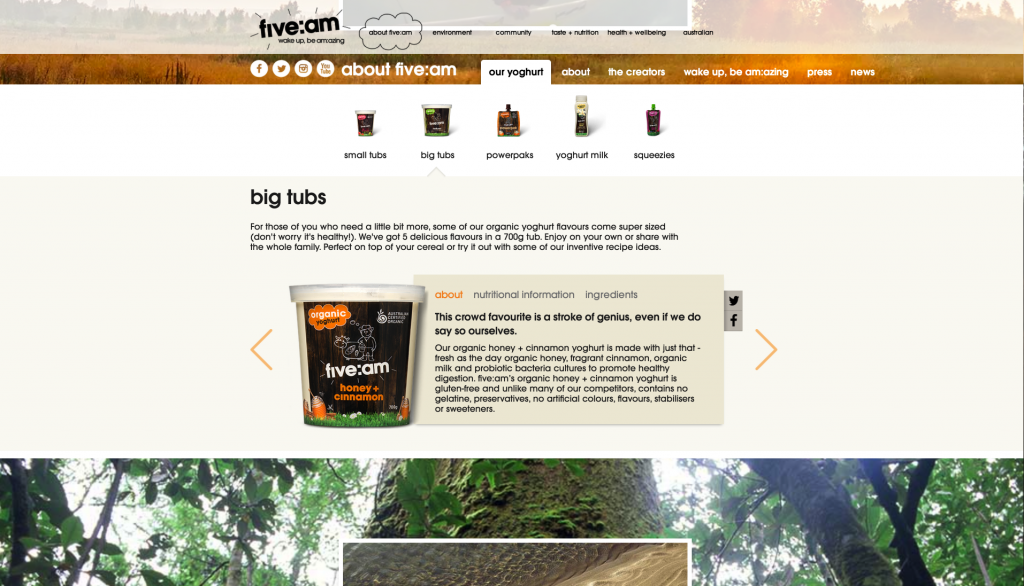 five:am
wake up, be am:azing
about five:am
environment
community
taste + nutrition
health + wellbeing
australian
You Tube
about five:am
our yoghurt
about
the creators
wake up, be am:azing
press
news
small tubs
big tubs
powerpaks
yoghurt milk
squeezies
big tubs
For those of you who need a little bit more, some of our organic yoghurt flavours come super sized
(don't worry it's healthy!). We've got 5 delicious flavours in a 700g tub. Enjoy on your own or share with
the whole family. Perfect on top of your cereal or try it out with some of our inventive recipe ideas.
organic
yoghurt
AUSTRALIAN
CERTIFIED
ORGANIC
five:am
honey +
cinnamon
about
nutritional information
ingredients
This crowd favourite is a stroke of genius, even if we do
say so ourselves.
Our organic honey + cinnamon yoghurt is made with just that -
fresh as the day organic honey, fragrant cinnamon, organic
milk and probiotic bacteria cultures to promote healthy
digestion. five:am's organic honey + cinnamon yoghurt is
gluten-free and unlike many of our competitors, contains no
gelatine, preservatives, no artificial colours, flavours, stabilisers
or sweeteners.